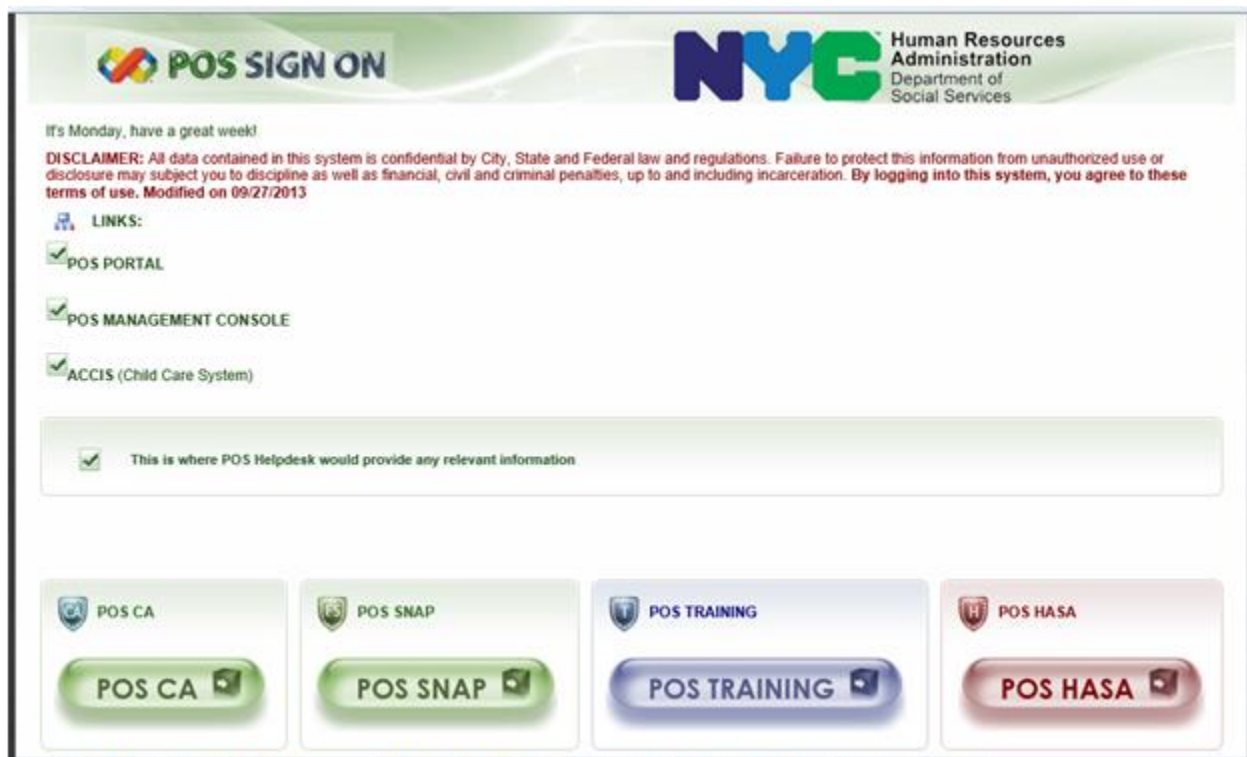 POS SIGN ON
NYC
Human Resources
Administration
Department of
Social Services
It's Monday, have a great week!
DISCLAIMER: All data contained in this system is confidential by City, State and Federal law and regulations. Failure to protect this information from unauthorized use or
disclosure may subject you to discipline as well as financial, civil and criminal penalties, up to and including incarceration. By logging into this system, you agree to these
terms of use. Modified on 09/27/2013
LINKS:
POS PORTAL
POS MANAGEMENT CONSOLE
ACCIS (Child Care System)
This is where POS Helpdesk would provide any relevant information
CA POS CA
FS POS SNAP
T POS TRAINING
H POS HASA
POS CA
POS SNAP
POS TRAINING
POS HASA